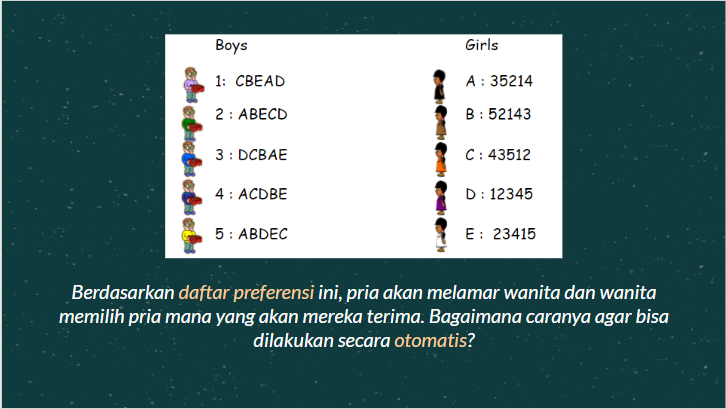 Boys Girls
1: CBEAD A : 35214
2 : ABECD B : 52143
3 : DCBAE C : 43512
4 : ACDBE D : 12345
5 : ABDEC E : 23415
Berdasarkan daftar preferensi ini, pria akan melamar wanita dan wanita
memilih pria mana yang akan mereka terima. Bagaimana caranya agar bisa
dilakukan secara otomatis?